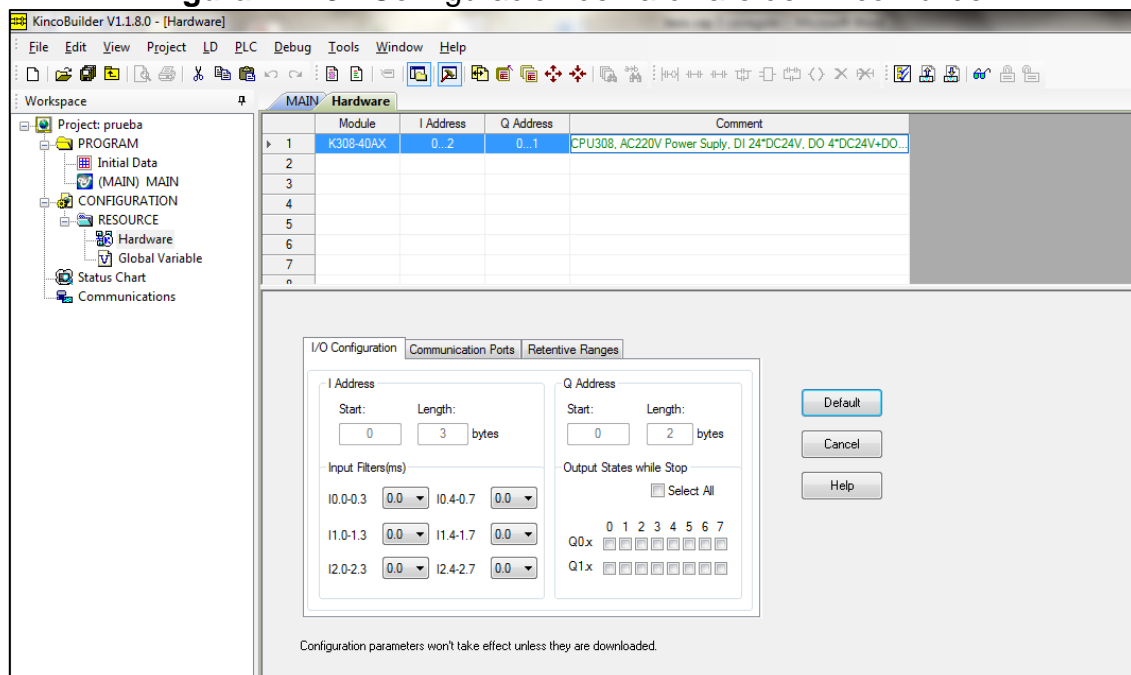 KincoBuilder V1.1.8.0 - [Hardware]
File Edit View Project LD PLC Debug Tools Window Help
Workspace
Project: prueba
PROGRAM
Initial Data
(MAIN) MAIN
CONFIGURATION
RESOURCE
Hardware
Global Variable
Status Chart
Communications
MAIN Hardware
Module I Address Q Address Comment
1 K308-40AX 0...2 0...1 CPU308, AC220V Power Suply, DI 24*DC24V, DO 4*DC24V+DO...
2
3
4
5
6
7
I/O Configuration Communication Ports Retentive Ranges
I Address
Start: Length:
0 3 bytes
Input Filters(ms)
I0.0-0.3 0.0 I0.4-0.7 0.0
I1.0-1.3 0.0 I1.4-1.7 0.0
I2.0-2.3 0.0 I2.4-2.7 0.0
Q Address
Start: Length:
0 2 bytes
Output States while Stop
Select All
0 1 2 3 4 5 6 7
Q0.x
Q1.x
Default
Cancel
Help
Configuration parameters won't take effect unless they are downloaded.